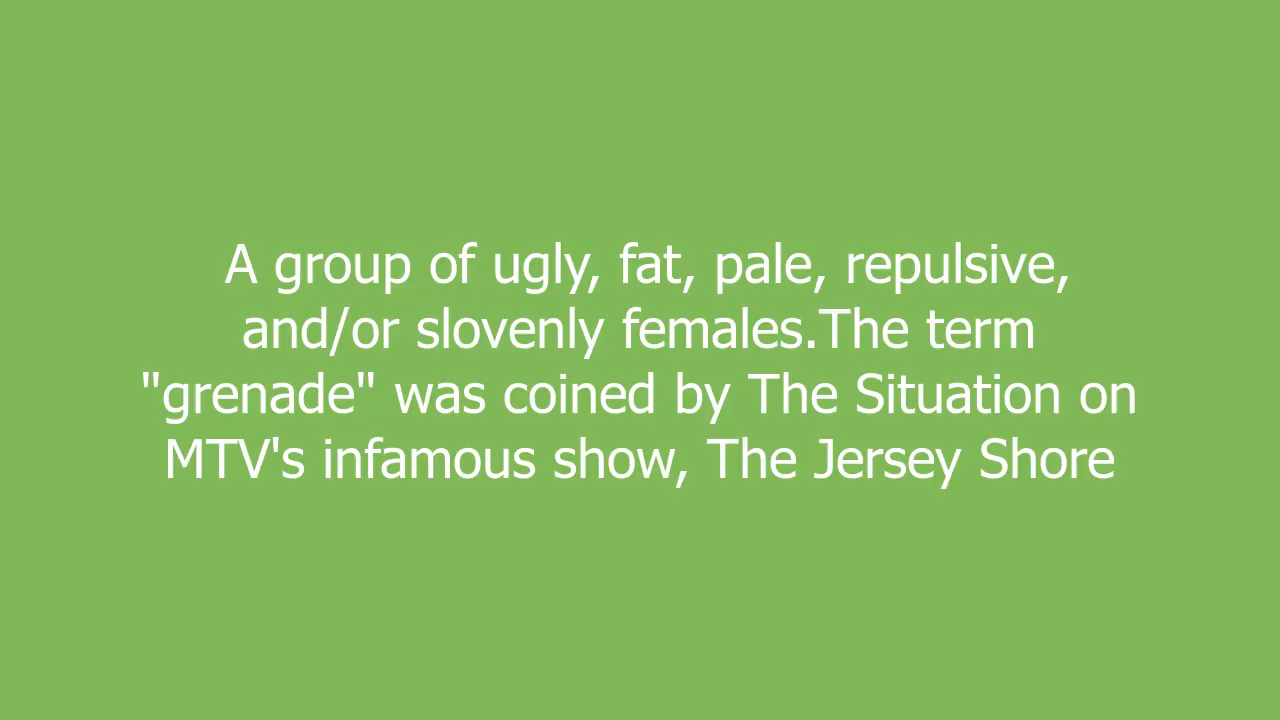 A group of ugly, fat, pale, repulsive,
and/or slovenly females.The term
"grenade" was coined by The Situation on
MTV's infamous show, The Jersey Shore